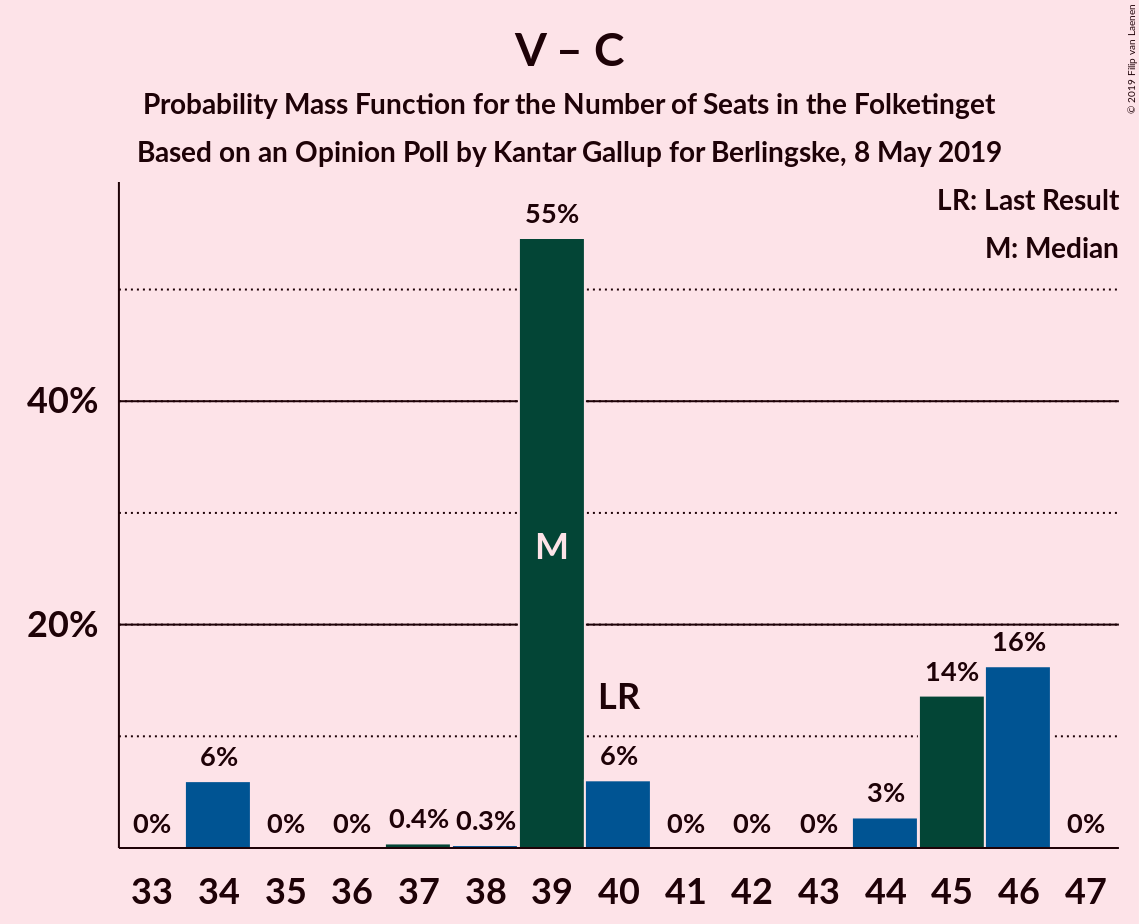 V – C
Probability Mass Function for the Number of Seats in the Folketinget
Based on an Opinion Poll by Kantar Gallup for Berlingske, 8 May 2019
© 2019 Filip van Laenen
LR: Last Result
M: Median
40%
20%
0%
6%
0%
0%
0.4%
0.3%
55%
M
LR
6%
0%
0%
0%
3%
14%
16%
0%
33 34 35 36 37 38 39 40 41 42 43 44 45 46 47